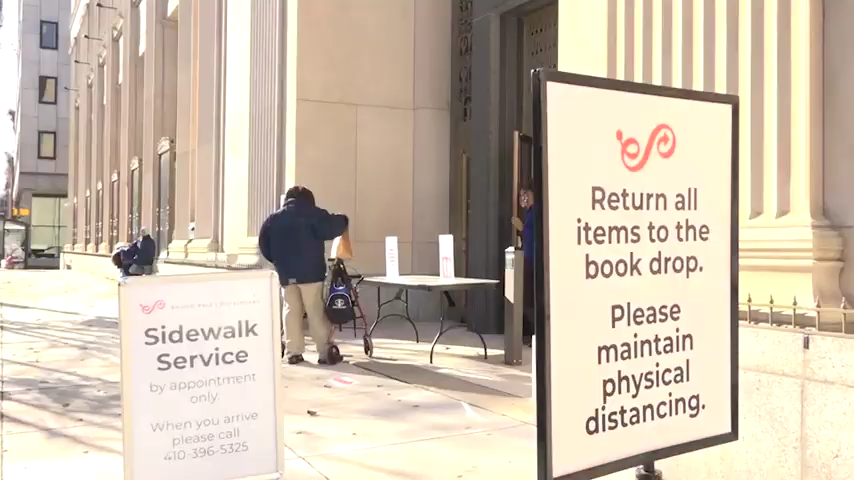 Sidewalk
Service
by appointment
only.
When you arrive
please call
410-396-5325
Return all
items to the
book drop.
Please
maintain
physical
distancing.